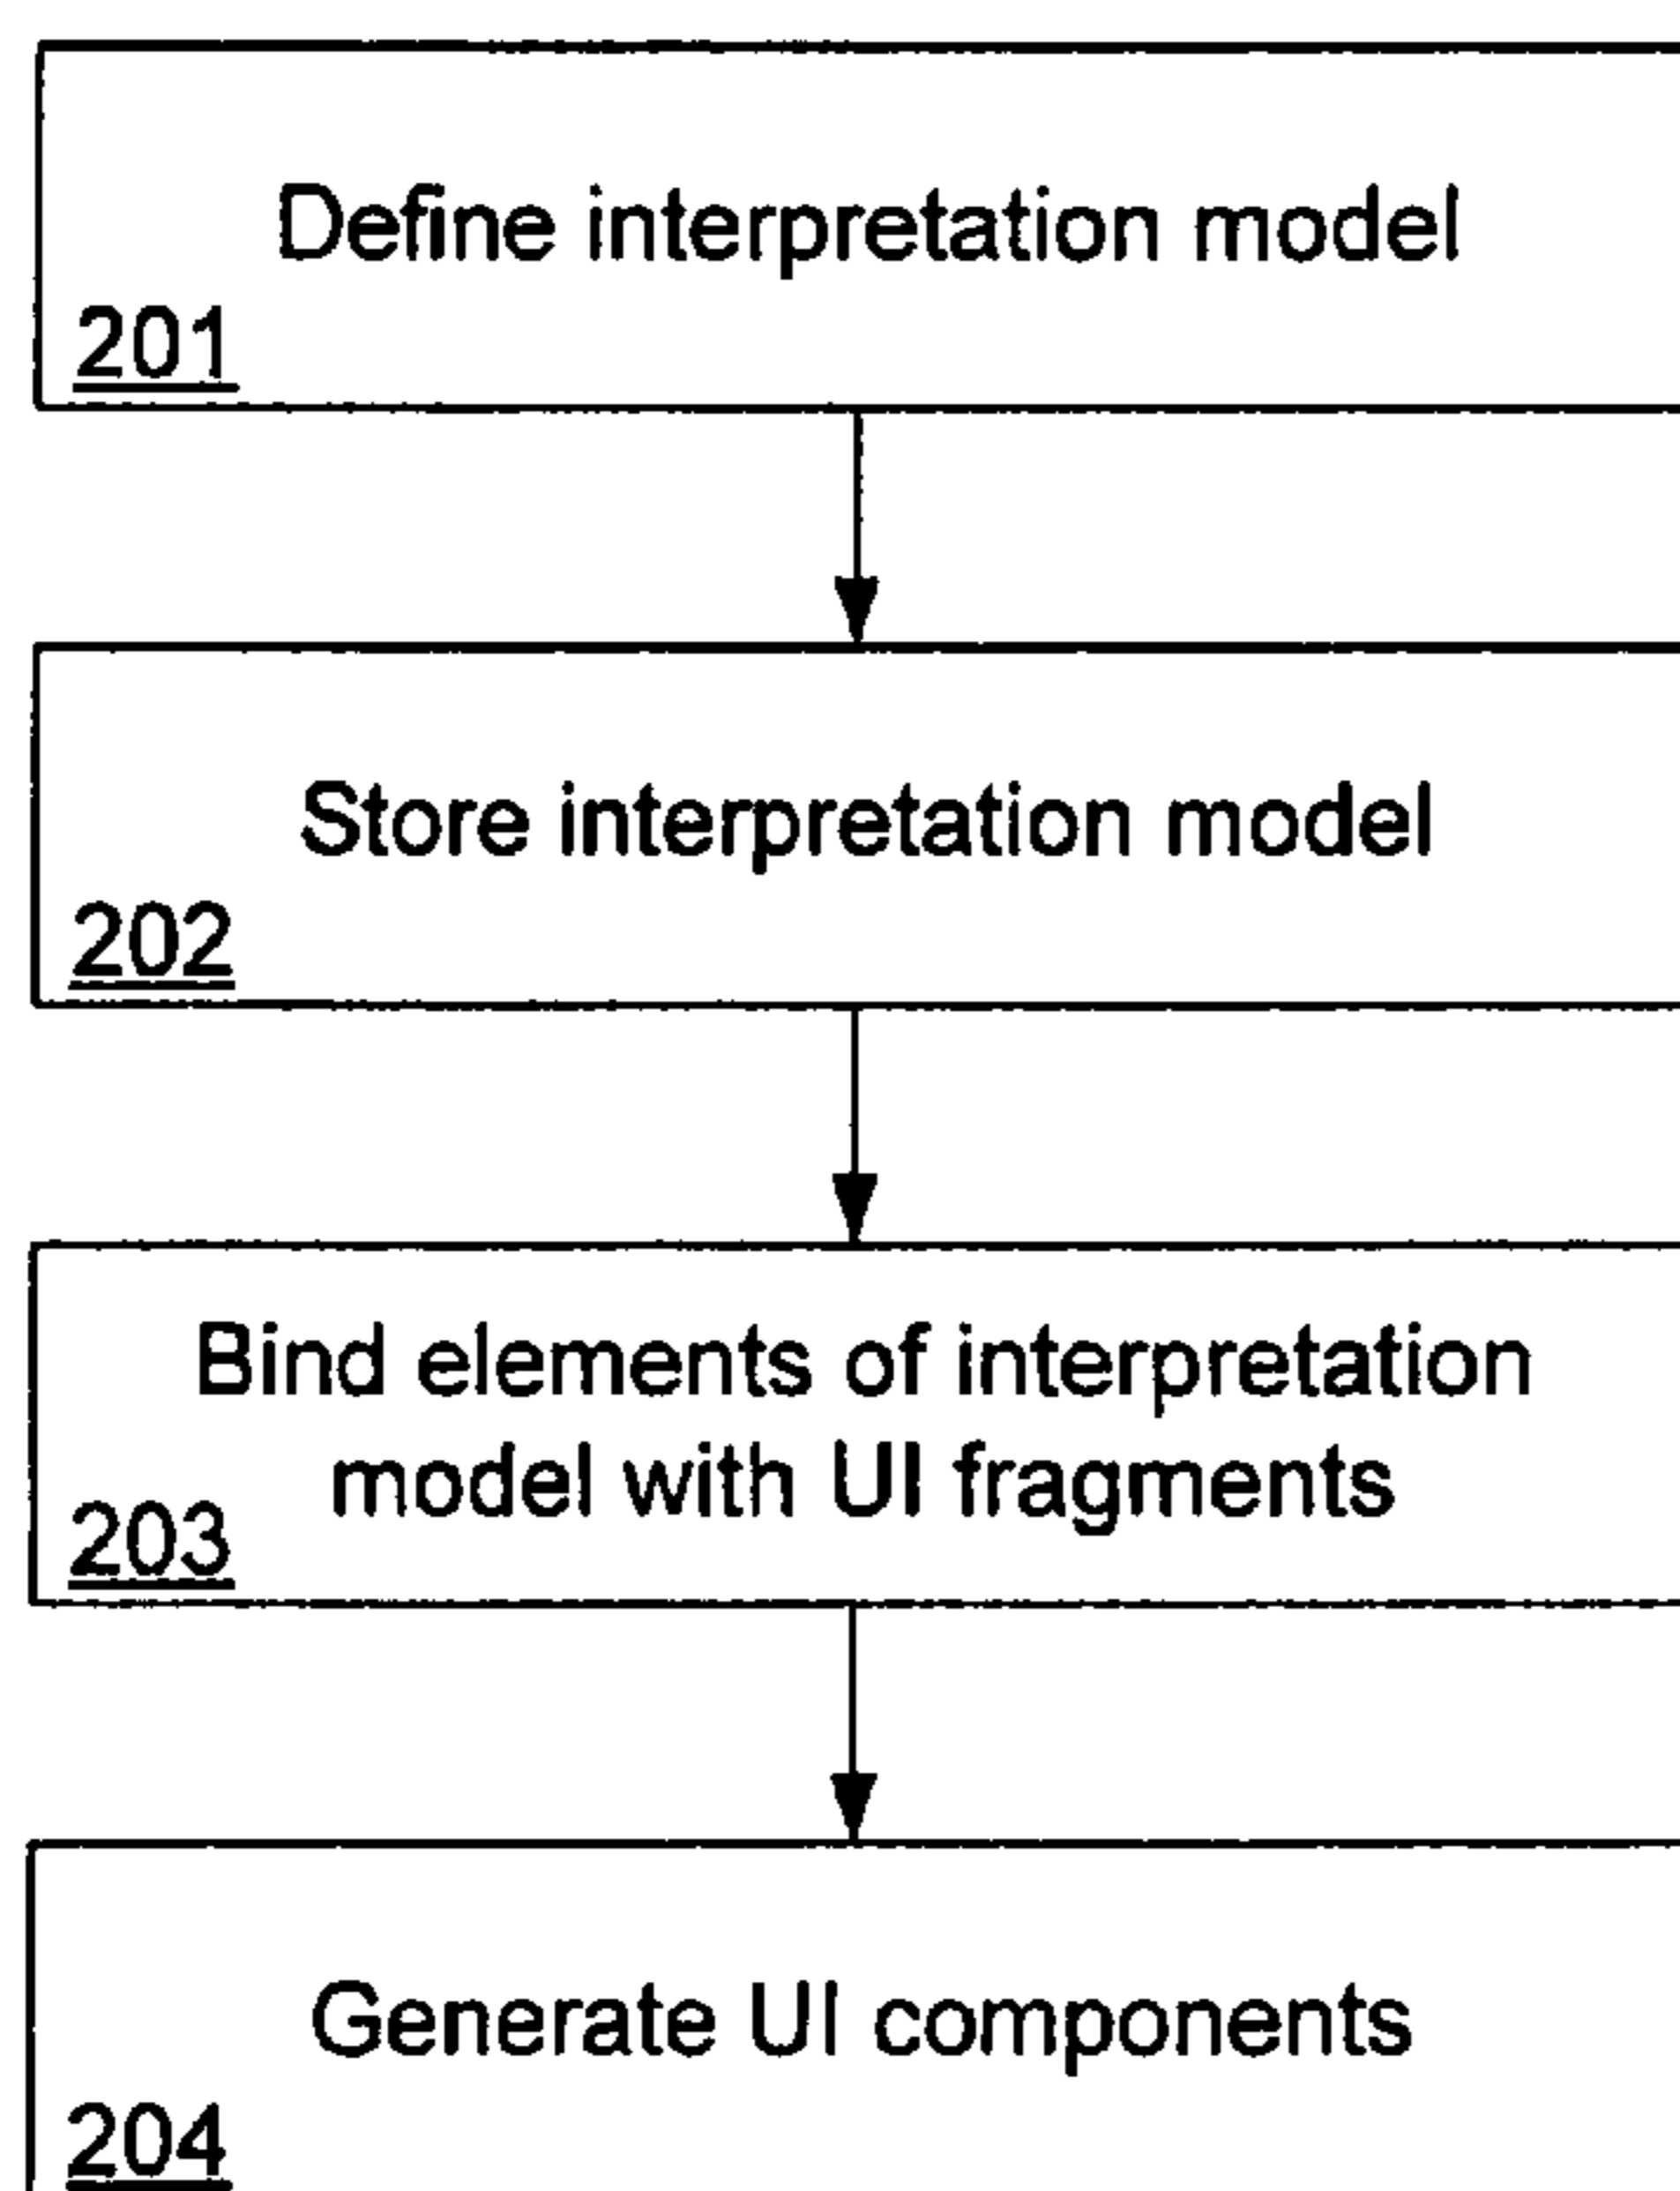 Define interpretation model
201
Store interpretation model
202
Bind elements of interpretation
model with UI fragments
203
Generate UI components
204